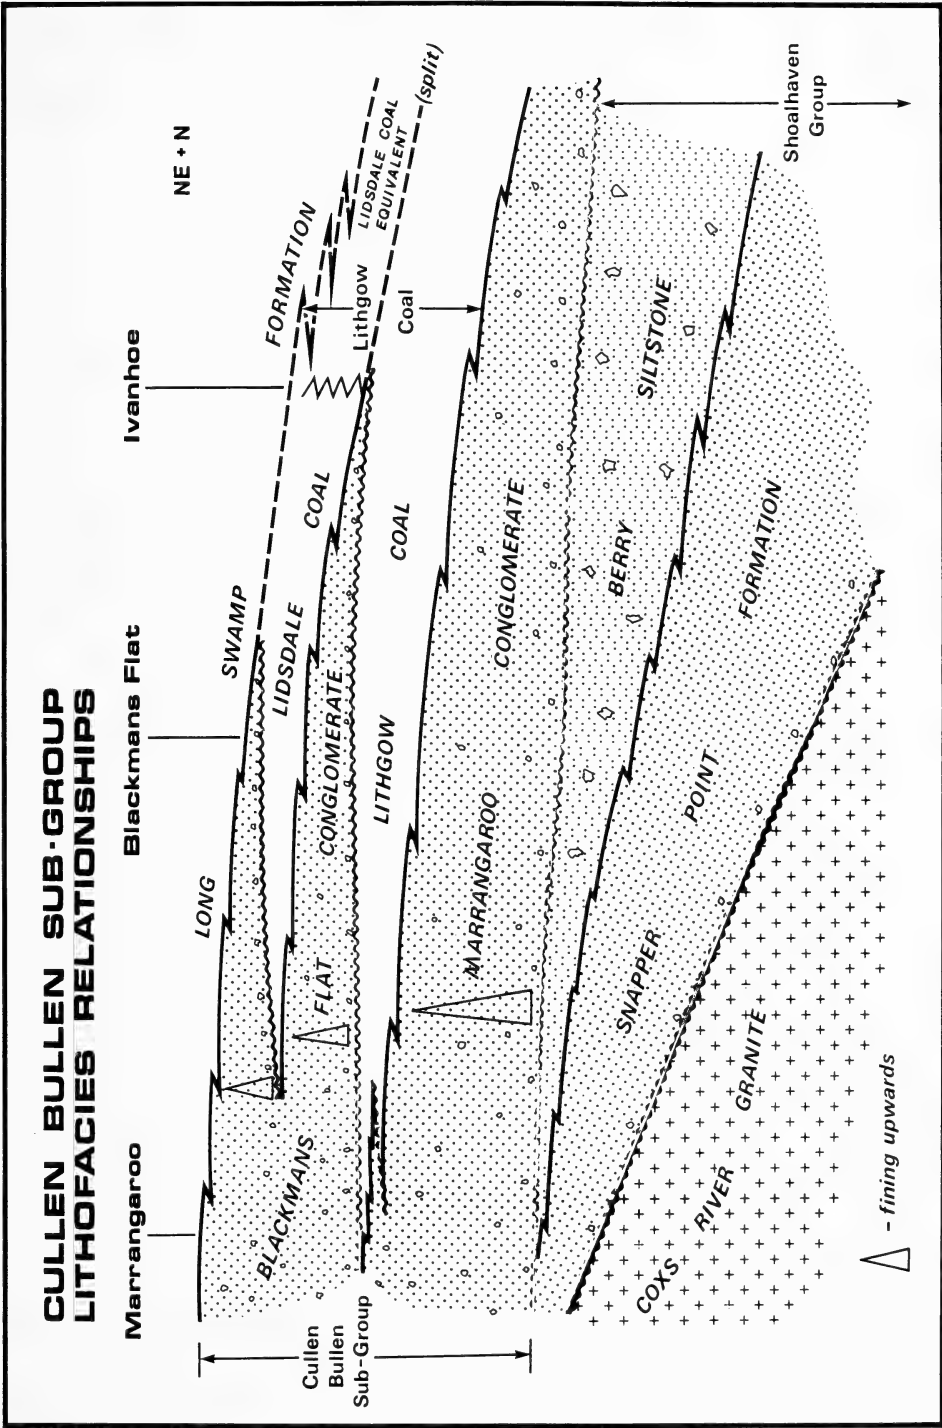 CULLEN BULLEN SUB-GROUP
LITHOFACIES RELATIONSHIPS
Marrangaroo
Blackmans Flat
Ivanhoe
NE + N
LONG SWAMP FORMATION
LIDSDALE COAL
LIDSDALE COAL
EQUIVALENT
(split)
BLACKMANS FLAT CONGLOMERATE
Lithgow
Coal
LITHGOW COAL
MARRANGAROO CONGLOMERATE
BERRY SILTSTONE
SNAPPER POINT FORMATION
COXS RIVER GRANITE
Cullen
Bullen
Sub-Group
Shoalhaven
Group
- fining upwards